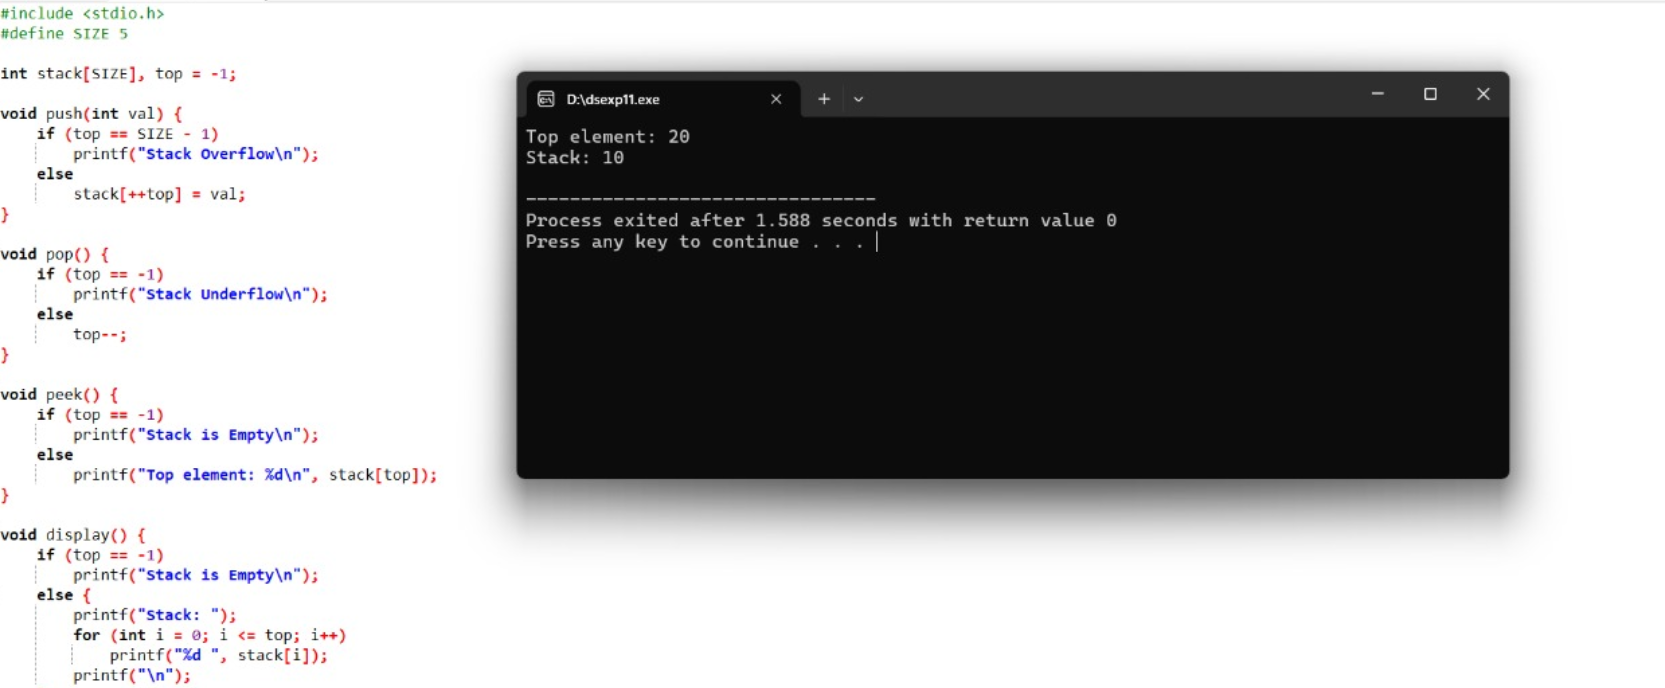 #include <stdio.h>
#define SIZE 5
int stack[SIZE], top = -1;
void push(int val) {
    if (top == SIZE - 1)
        printf("Stack Overflow\n");
    else
        stack[++top] = val;
}
void pop() {
    if (top == -1)
        printf("Stack Underflow\n");
    else
        top--;
}
void peek() {
    if (top == -1)
        printf("Stack is Empty\n");
    else
        printf("Top element: %d\n", stack[top]);
}
void display() {
    if (top == -1)
        printf("Stack is Empty\n");
    else {
        printf("Stack: ");
        for (int i = 0; i <= top; i++)
            printf("%d ", stack[i]);
        printf("\n");
D:\dsexp11.exe
Top element: 20
Stack: 10
--------------------------------
Process exited after 1.588 seconds with return value 0
Press any key to continue . . .